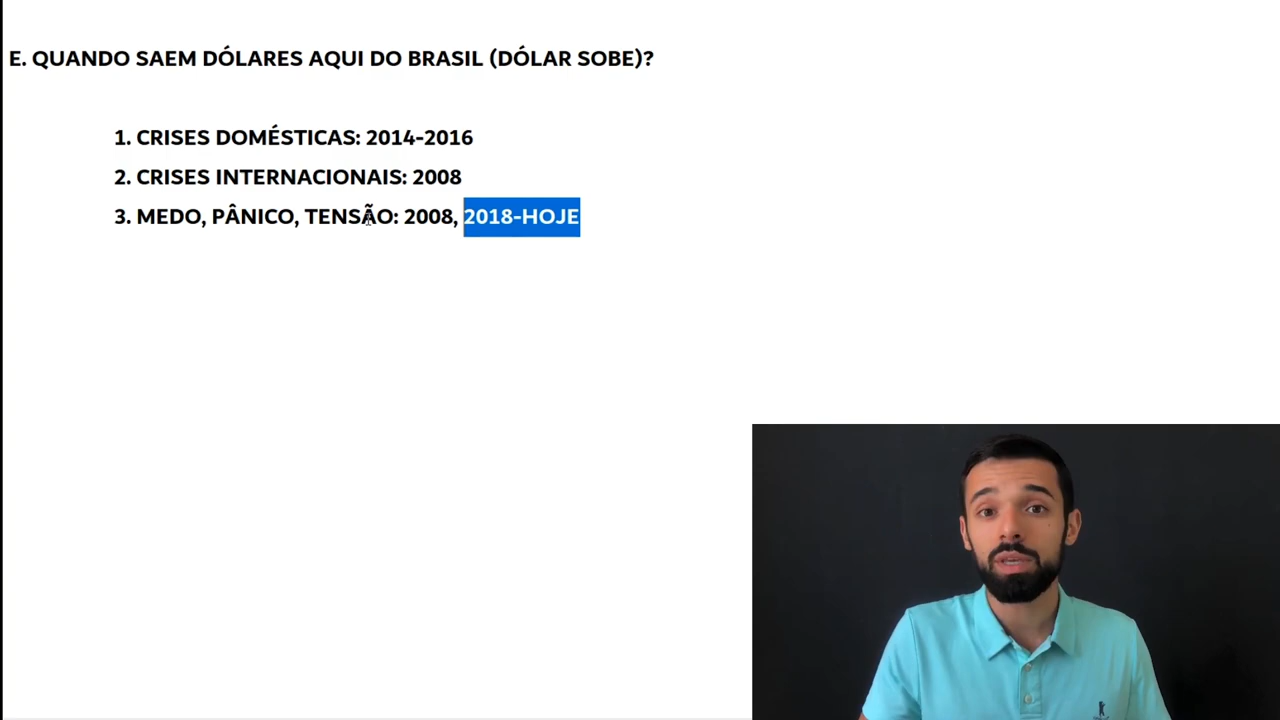 E. QUANDO SAEM DÓLARES AQUI DO BRASIL (DÓLAR SOBE)?
1. CRISES DOMÉSTICAS: 2014-2016
2. CRISES INTERNACIONAIS: 2008
3. MEDO, PÂNICO, TENSÃO: 2008, 2018-HOJE